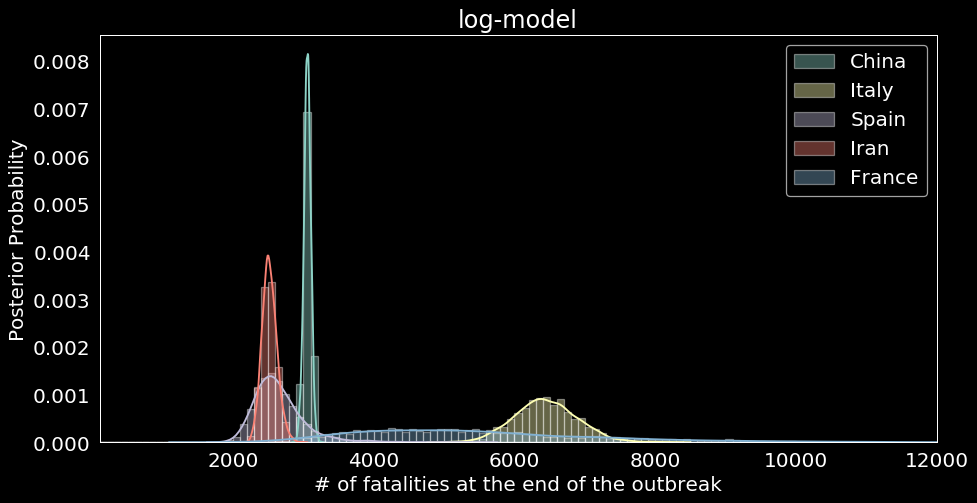 log-model
China
Italy
Spain
Iran
France
Posterior Probability
0.008
0.007
0.006
0.005
0.004
0.003
0.002
0.001
0.000
2000 4000 6000 8000 10000 12000
# of fatalities at the end of the outbreak